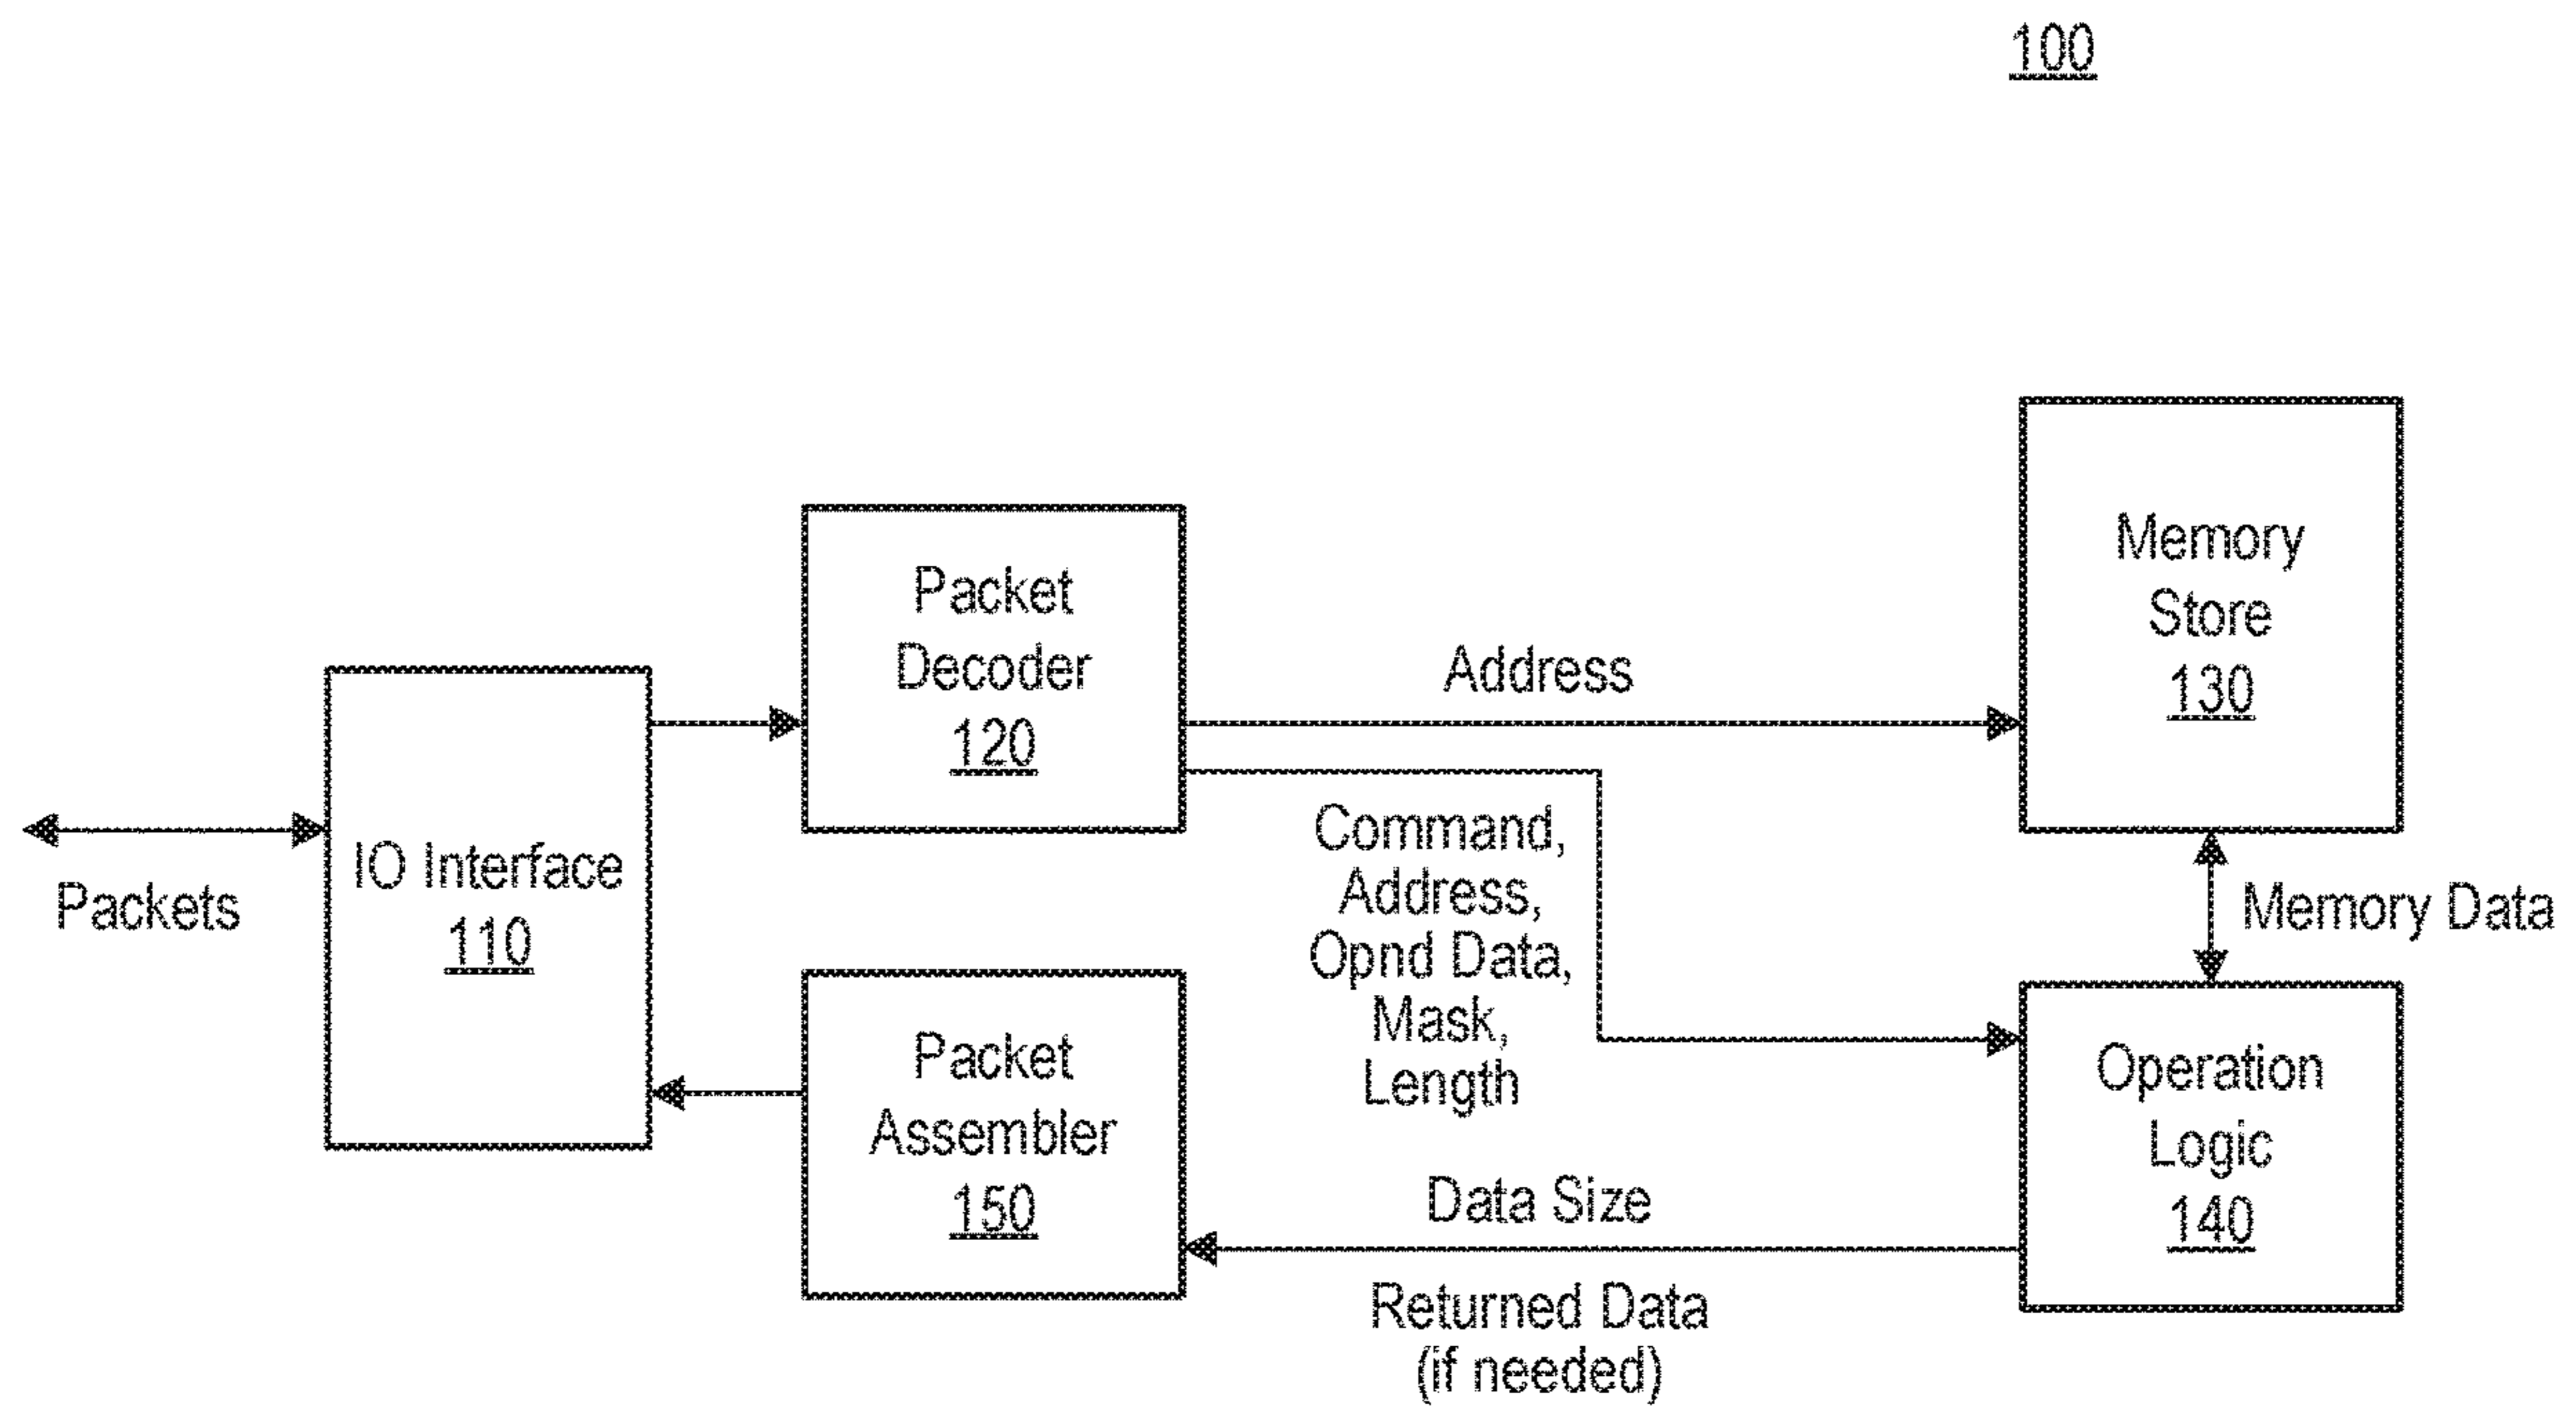 100
Packets
IO Interface
110
Packet
Decoder
120
Packet
Assembler
150
Address
Command,
Address,
Opnd Data,
Mask,
Length
Data Size
Returned Data
(if needed)
Memory
Store
130
Memory Data
Operation
Logic
140